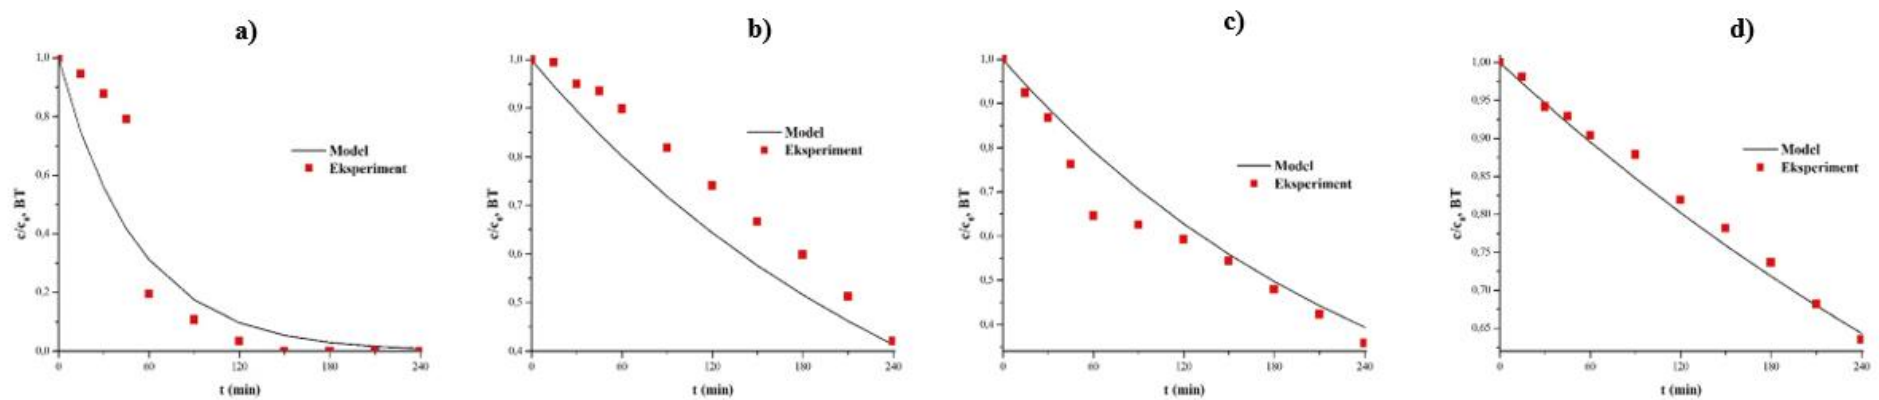 a)
1,0
0,8
0,6
0,4
0,2
0,0
c/c₀, BT
Model
Eksperiment
0 60 120 180 240
t (min)
b)
1,0
0,9
0,8
0,7
0,6
0,5
0,4
c/c₀, BT
Model
Eksperiment
0 60 120 180 240
t (min)
c)
1,0
0,9
0,8
0,7
0,6
0,5
0,4
c/c₀, BT
Model
Eksperiment
0 60 120 180 240
t (min)
d)
1,00
0,95
0,90
0,85
0,80
0,75
0,70
0,65
c/c₀, BT
Model
Eksperiment
0 60 120 180 240
t (min)